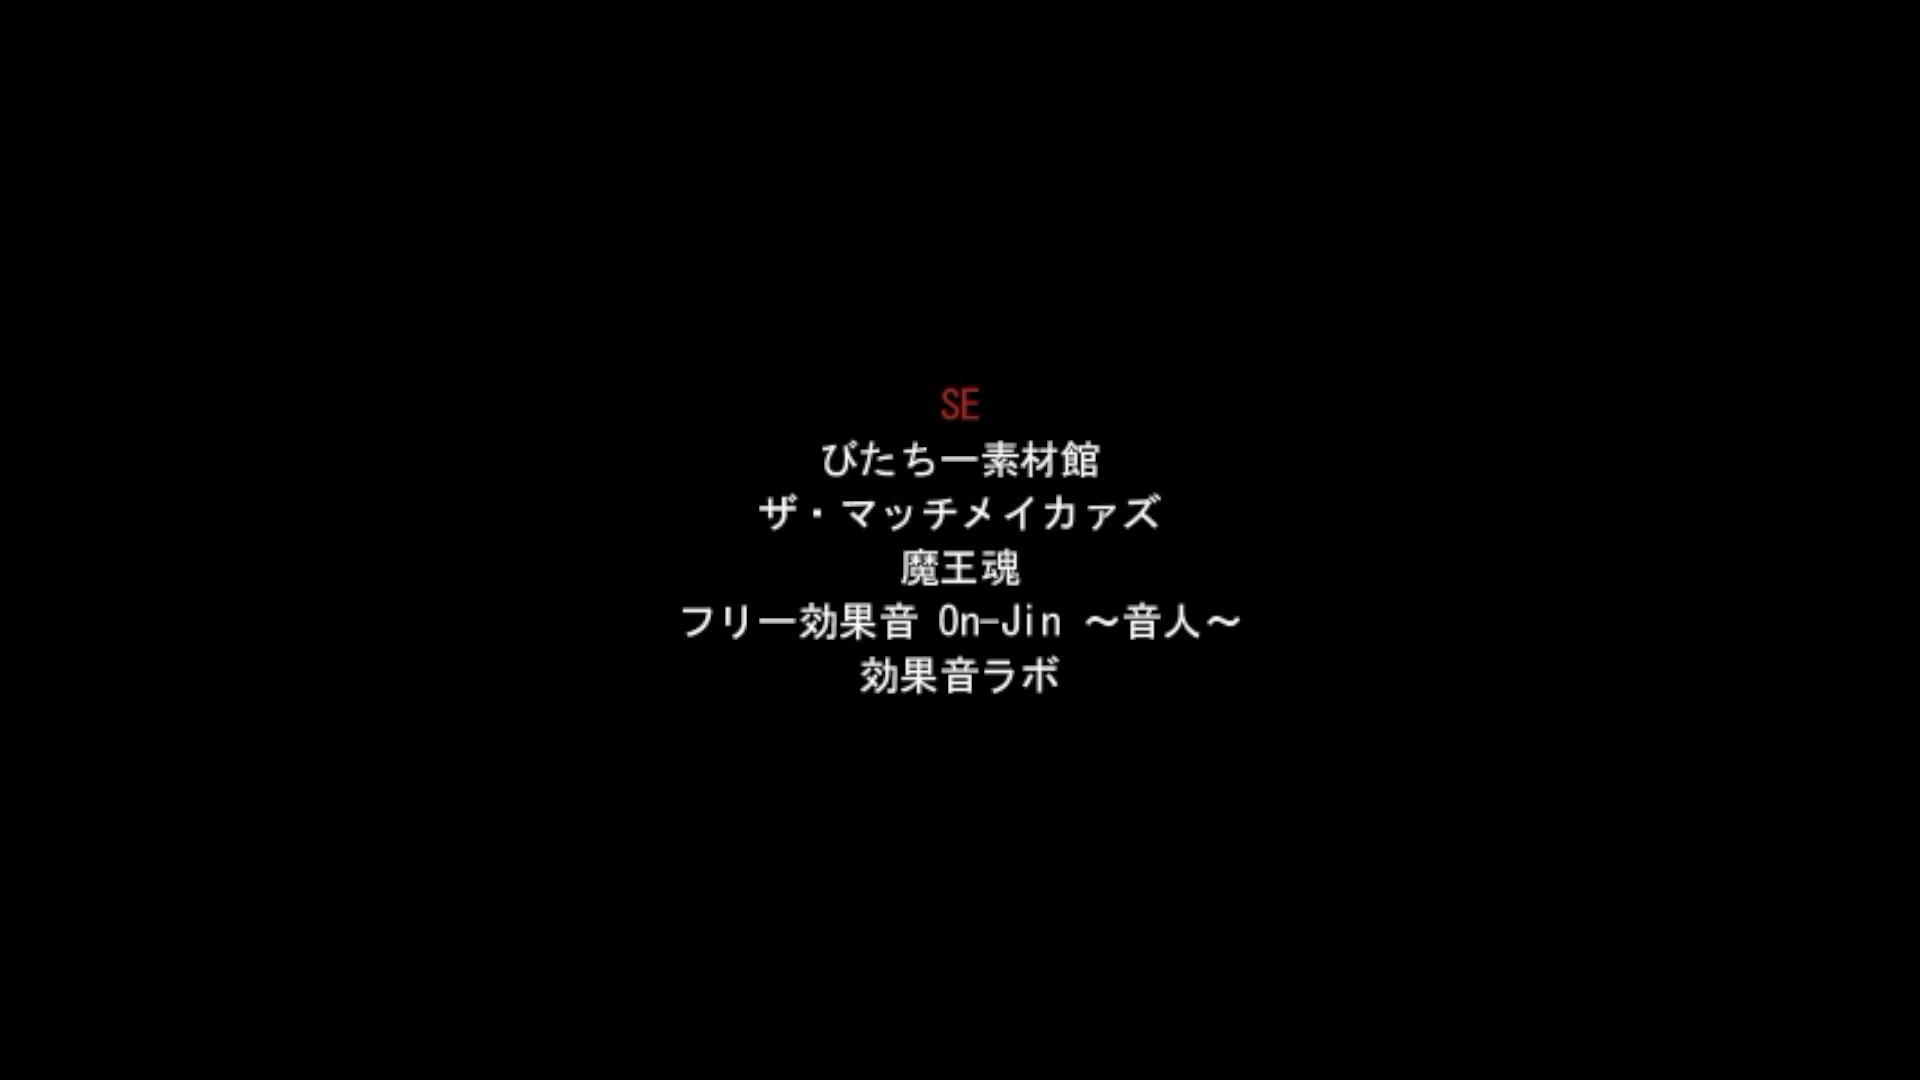 SE
びたちー素材館
ザ・マッチメイカァズ
魔王魂
フリー効果音 On-Jin ～音人～
効果音ラボ